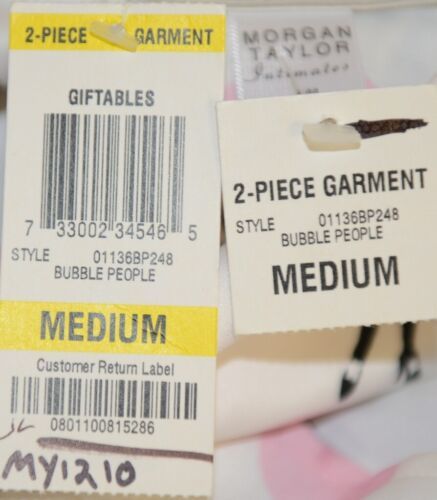 2-PIECE GARMENT
GIFTABLES
7 33002 34546 5
STYLE 01136BP248
BUBBLE PEOPLE
MEDIUM
Customer Return Label
0801100815286
MY1210
MORGAN
TAYLOR
Intimates
2-PIECE GARMENT
STYLE 01136BP248
BUBBLE PEOPLE
MEDIUM